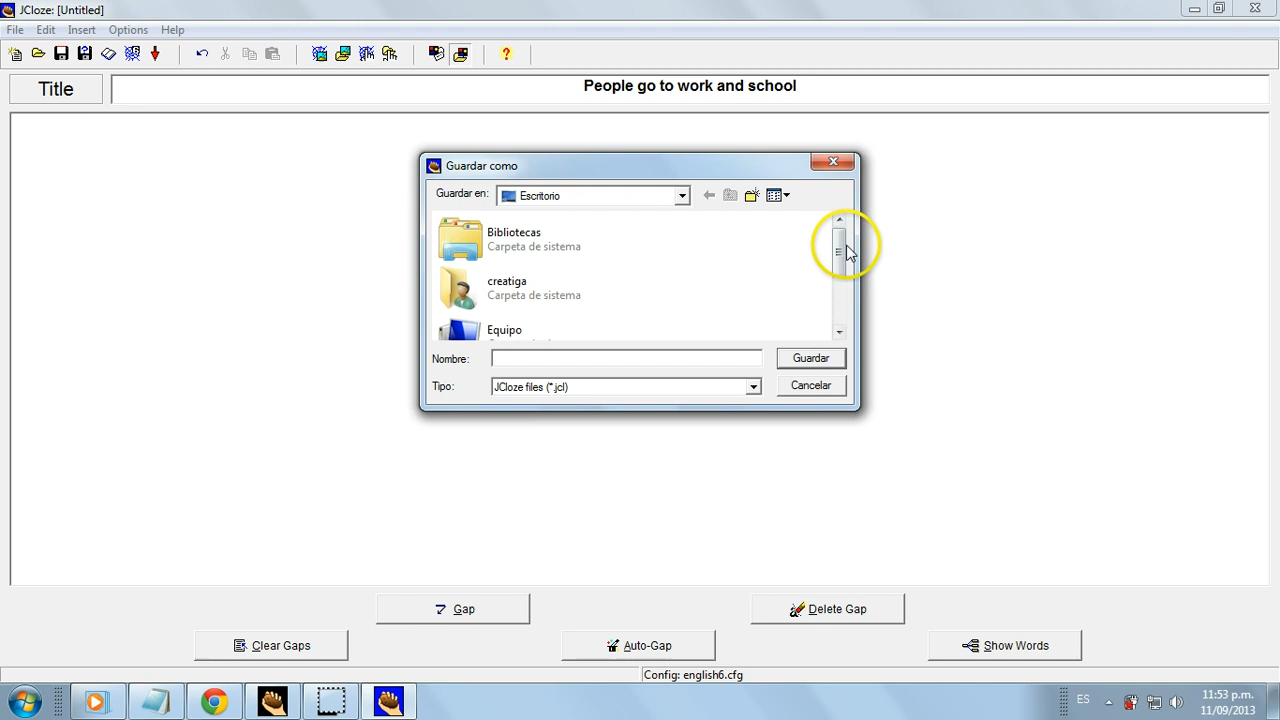 JCloze: [Untitled]
File Edit Insert Options Help
Title
People go to work and school
Guardar como
Guardar en: Escritorio
Bibliotecas
Carpeta de sistema
creatiga
Carpeta de sistema
Equipo
Nombre: Guardar
Tipo: JCloze files (*.jcl) Cancelar
Gap Delete Gap
Clear Gaps Auto-Gap Show Words
Config: english6.cfg
ES 11:53 p.m.
11/09/2013